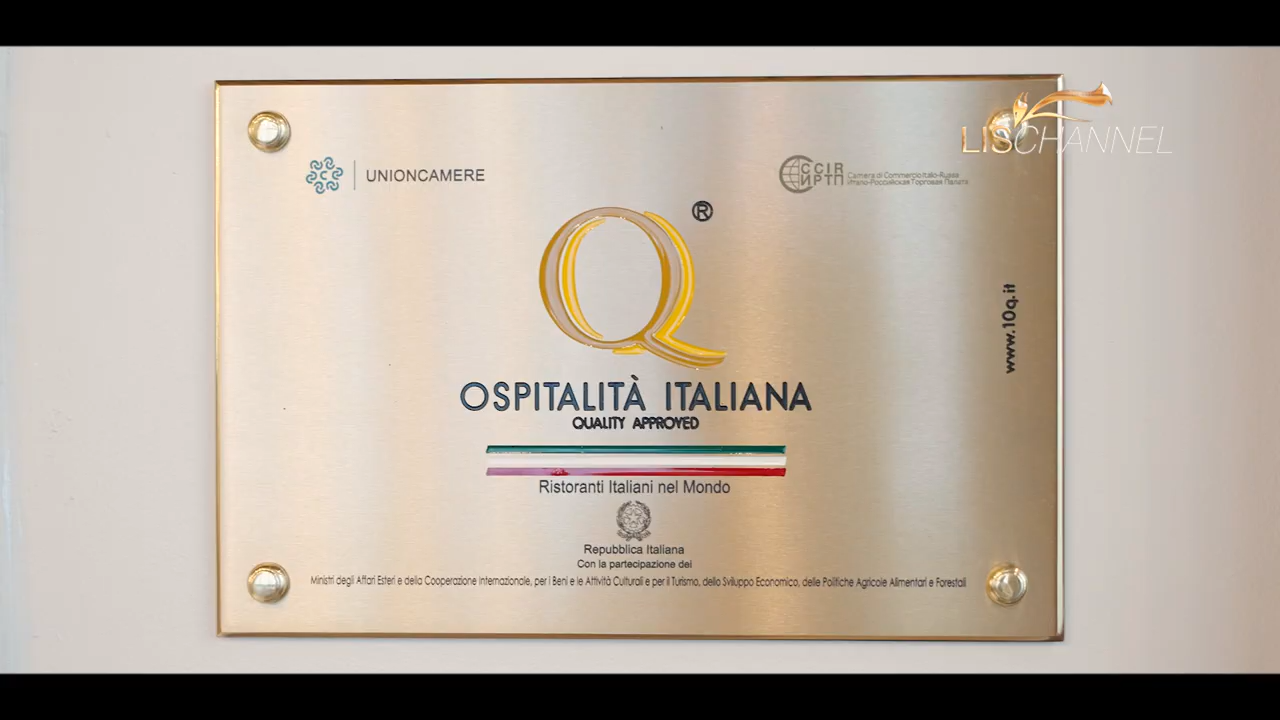 LISCHANNEL
UNIONCAMERE
CCIR
ИРТП
Camera di Commercio Italo-Russa
Итало-Российская Торговая Палата
®
Q
www.10q.it
OSPITALITÀ ITALIANA
QUALITY APPROVED
Ristoranti Italiani nel Mondo
Repubblica Italiana
Con la partecipazione dei
Ministri degli Affari Esteri e della Cooperazione Internazionale, per i Beni e le Attività Culturali e per il Turismo, dello Sviluppo Economico, delle Politiche Agricole Alimentari e Forestali